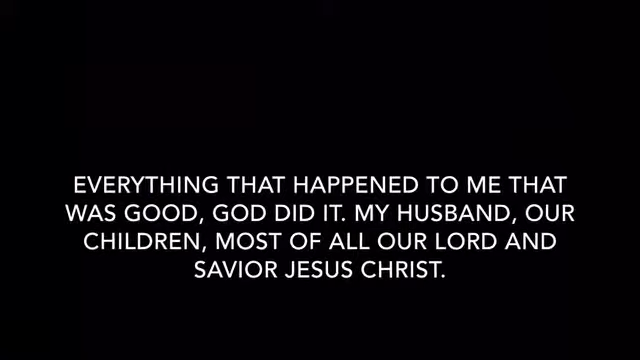 EVERYTHING THAT HAPPENED TO ME THAT
WAS GOOD, GOD DID IT. MY HUSBAND, OUR
CHILDREN, MOST OF ALL OUR LORD AND
SAVIOR JESUS CHRIST.